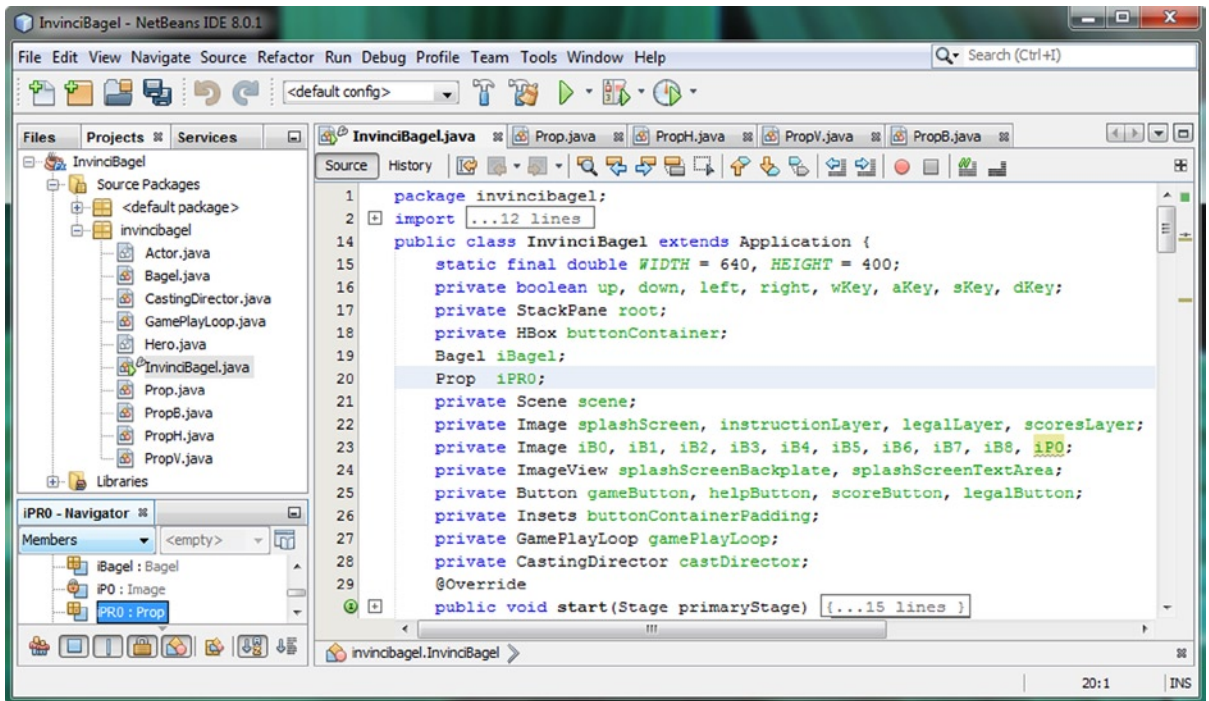 InvinciBagel - NetBeans IDE 8.0.1
File Edit View Navigate Source Refactor Run Debug Profile Team Tools Window Help
Search (Ctrl+I)
<default config>
Files Projects Services
InvinciBagel
Source Packages
<default package>
invincibagel
Actor.java
Bagel.java
CastingDirector.java
GamePlayLoop.java
Hero.java
InvinciBagel.java
Prop.java
PropB.java
PropH.java
PropV.java
Libraries
iPR0 - Navigator
Members <empty>
iBagel : Bagel
iP0 : Image
iPR0 : Prop
InvinciBagel.java Prop.java PropH.java PropV.java PropB.java
Source History
1 package invincibagel;
2 import ...12 lines
14 public class InvinciBagel extends Application {
15 static final double WIDTH = 640, HEIGHT = 400;
16 private boolean up, down, left, right, wKey, aKey, sKey, dKey;
17 private StackPane root;
18 private HBox buttonContainer;
19 Bagel iBagel;
20 Prop iPR0;
21 private Scene scene;
22 private Image splashScreen, instructionLayer, legalLayer, scoresLayer;
23 private Image iB0, iB1, iB2, iB3, iB4, iB5, iB6, iB7, iB8, iP0;
24 private ImageView splashScreenBackplate, splashScreenTextArea;
25 private Button gameButton, helpButton, scoreButton, legalButton;
26 private Insets buttonContainerPadding;
27 private GamePlayLoop gamePlayLoop;
28 private CastingDirector castDirector;
29 @Override
public void start(Stage primaryStage) {...15 lines }
invincibagel.InvinciBagel
20:1 INS